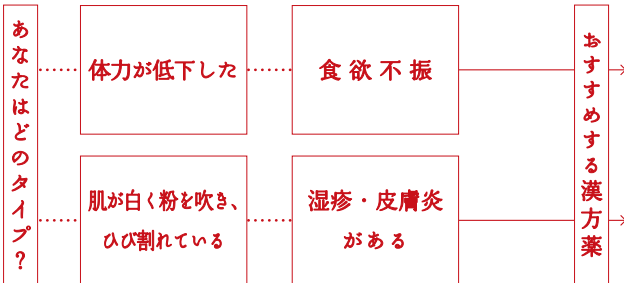 あなたはどのタイプ？
体力が低下した
食欲不振
肌が白く粉を吹き、
ひび割れている
湿疹・皮膚炎
がある
おすすめする漢方薬